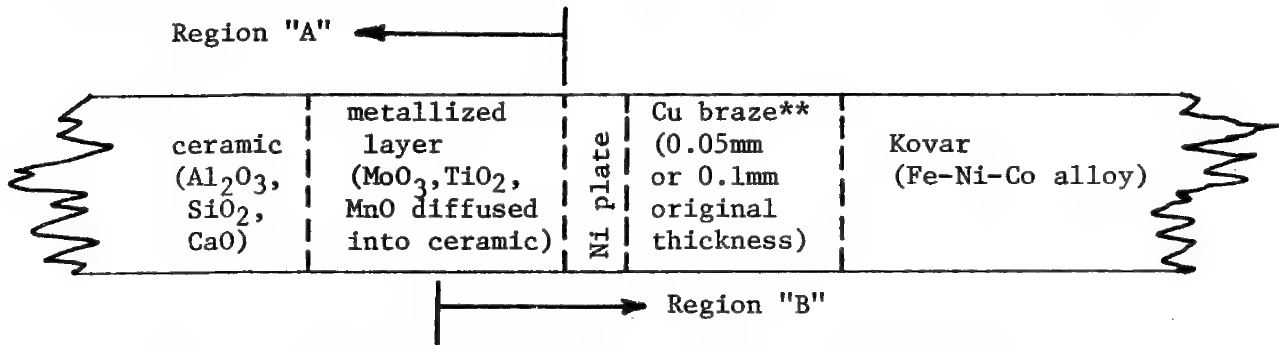 Region "A"
ceramic
(Al₂O₃,
SiO₂,
CaO)
metallized
layer
(MoO₃,TiO₂,
MnO diffused
into ceramic)
Ni plate
Cu braze**
(0.05mm
or 0.1mm
original
thickness)
Kovar
(Fe-Ni-Co alloy)
Region "B"